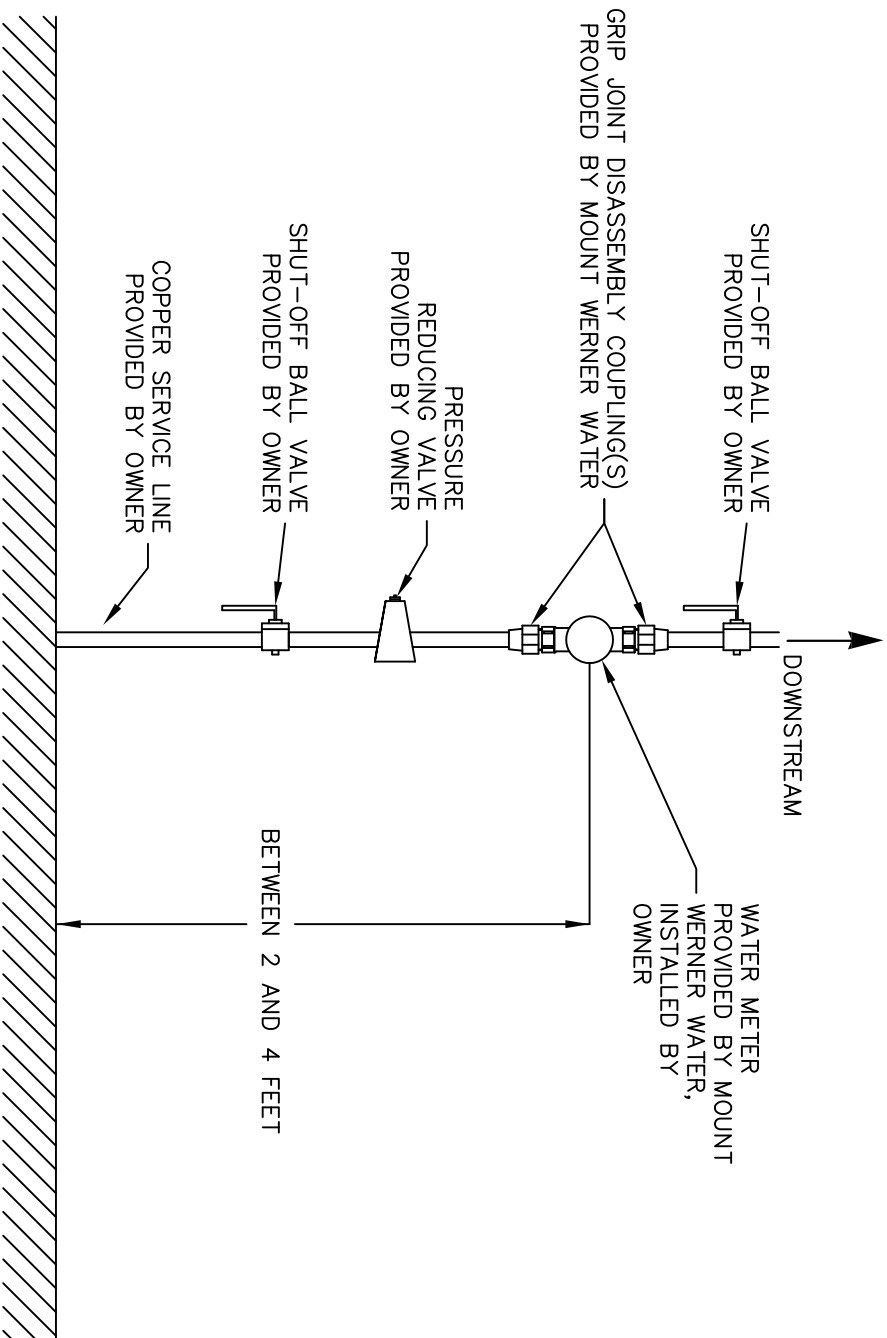 DOWNSTREAM
SHUT-OFF BALL VALVE
PROVIDED BY OWNER
WATER METER
PROVIDED BY MOUNT
WERNER WATER,
INSTALLED BY
OWNER
GRIP JOINT DISASSEMBLY COUPLING(S)
PROVIDED BY MOUNT WERNER WATER
PRESSURE
REDUCING VALVE
PROVIDED BY OWNER
SHUT-OFF BALL VALVE
PROVIDED BY OWNER
BETWEEN 2 AND 4 FEET
COPPER SERVICE LINE
PROVIDED BY OWNER